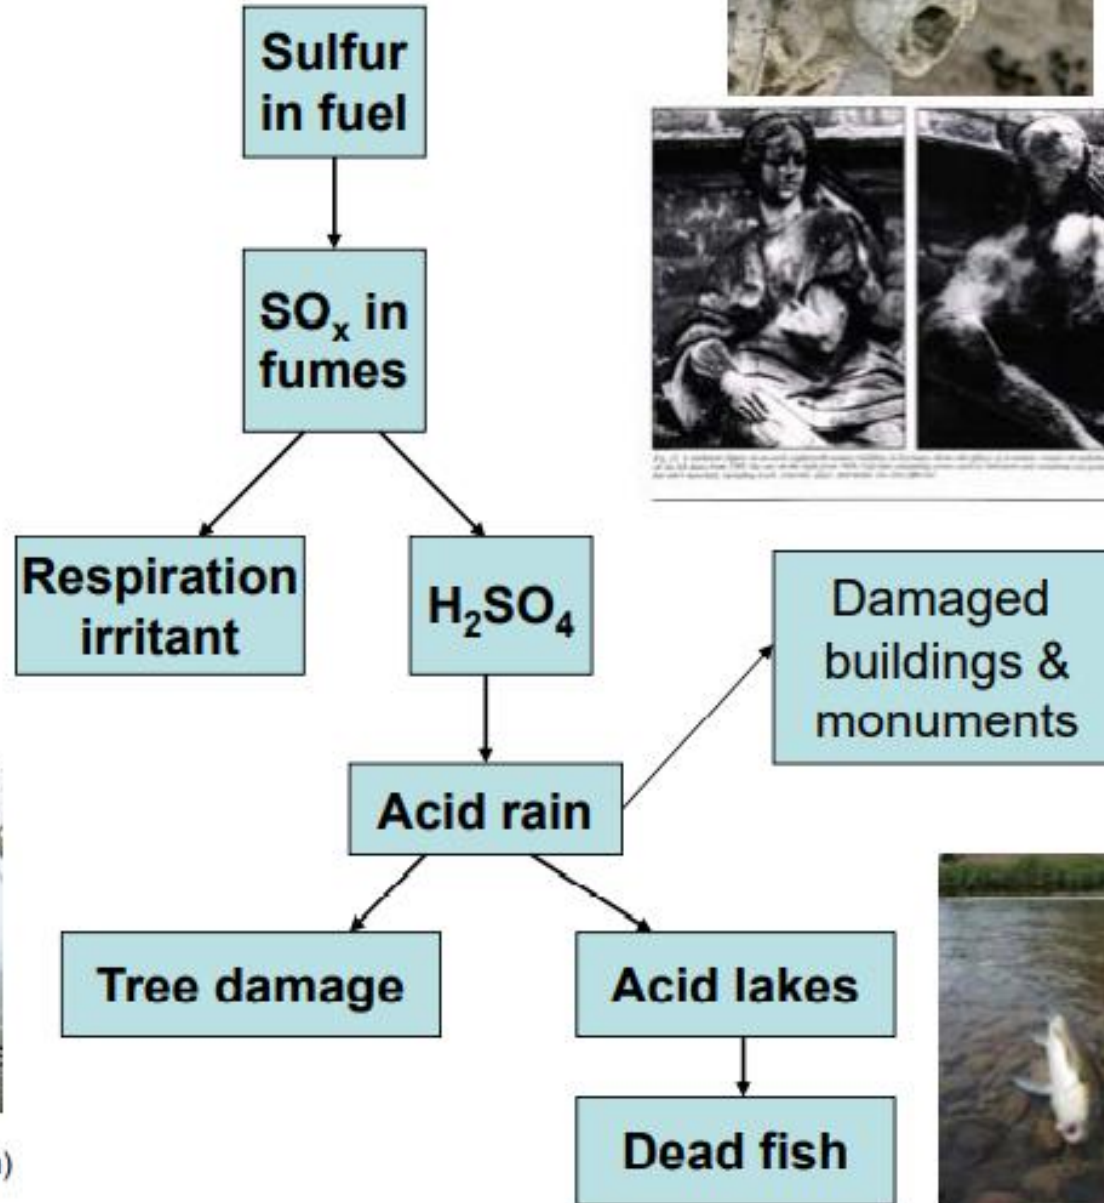 Sulfur
in fuel
SOₓ in
fumes
Respiration
irritant
H₂SO₄
Damaged
buildings &
monuments
Acid rain
Tree damage
Acid lakes
Dead fish
)